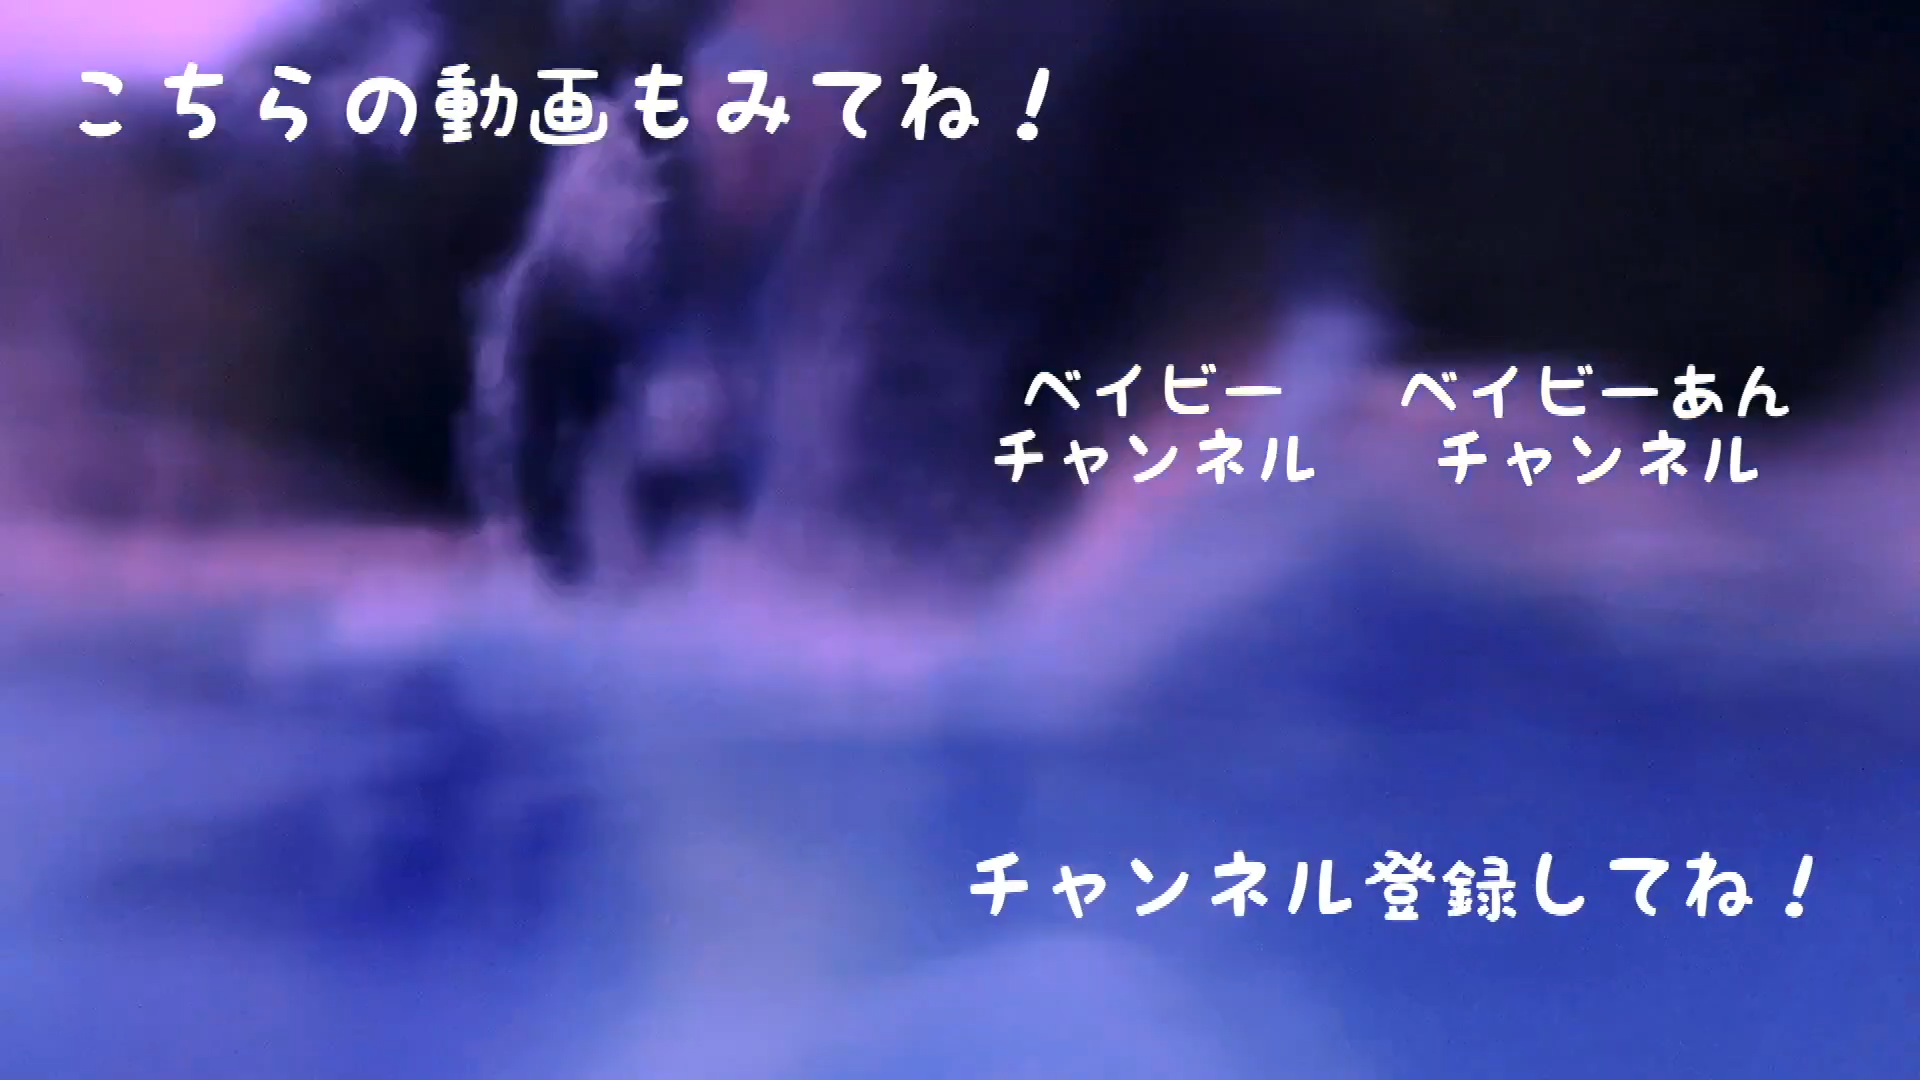 こちらの動画もみてね！
ベイビー
チャンネル
ベイビーあん
チャンネル
チャンネル登録してね！